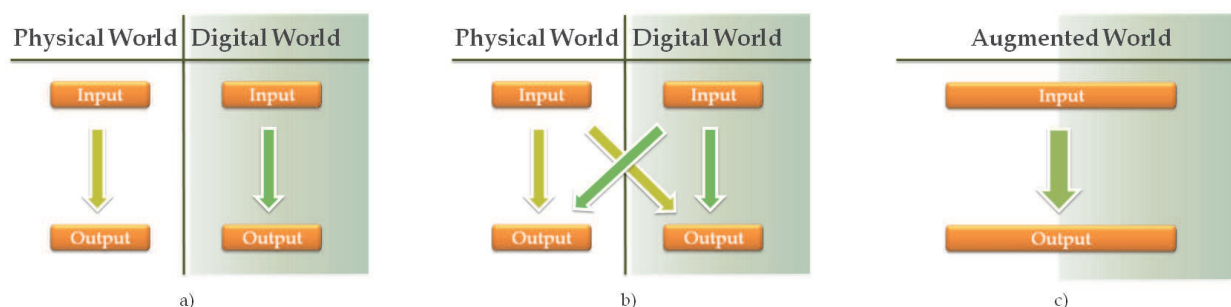 Physical World Digital World
Input Input
Output Output
a)
Physical World Digital World
Input Input
Output Output
b)
Augmented World
Input
Output
c)